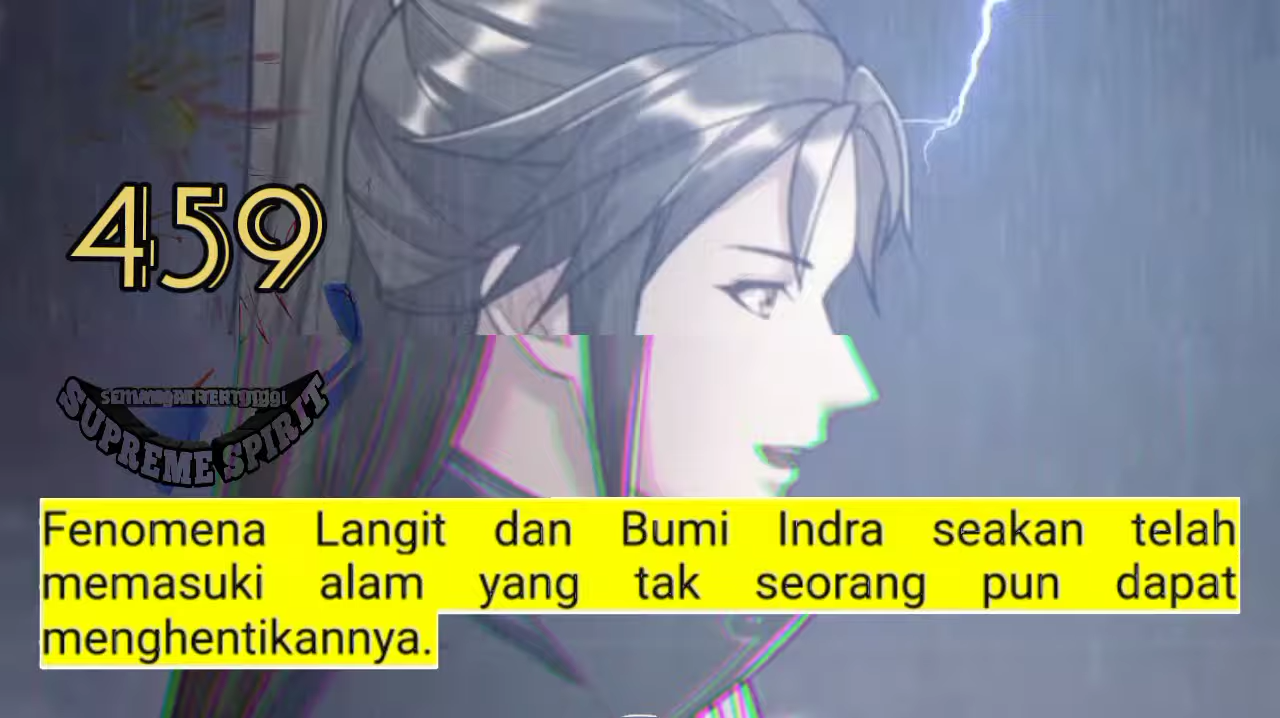 459
SUPREME SPIRIT
Fenomena Langit dan Bumi Indra seakan telah
memasuki alam yang tak seorang pun dapat
menghentikannya.